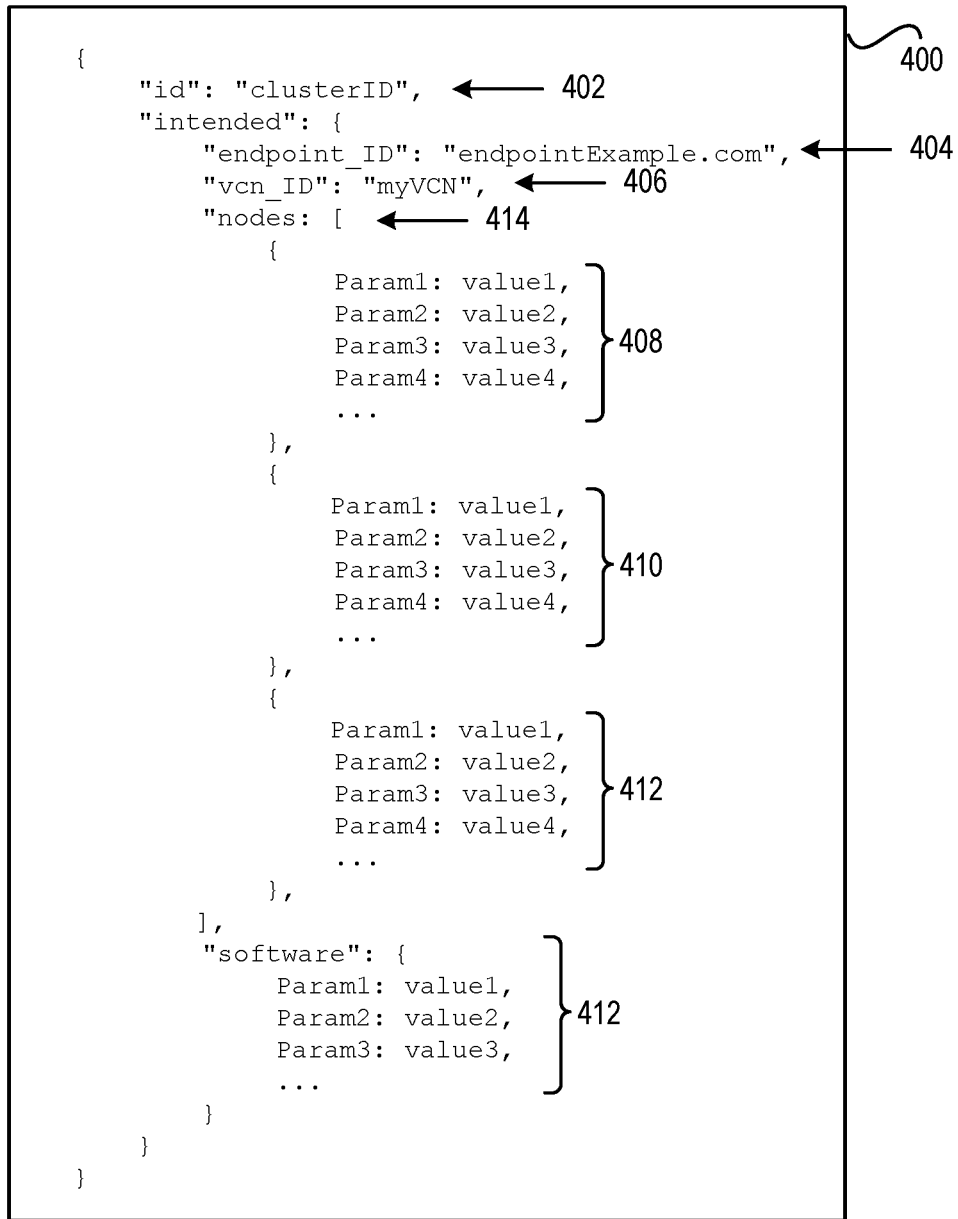 400
{
"id": "clusterID", 402
"intended": {
"endpoint_ID": "endpointExample.com", 404
"vcn_ID": "myVCN", 406
"nodes: [ 414
{
Param1: value1,
Param2: value2,
Param3: value3, 408
Param4: value4,
...
},
{
Param1: value1,
Param2: value2,
Param3: value3, 410
Param4: value4,
...
},
{
Param1: value1,
Param2: value2,
Param3: value3, 412
Param4: value4,
...
},
],
"software": {
Param1: value1,
Param2: value2, 412
Param3: value3,
...
}
}
}